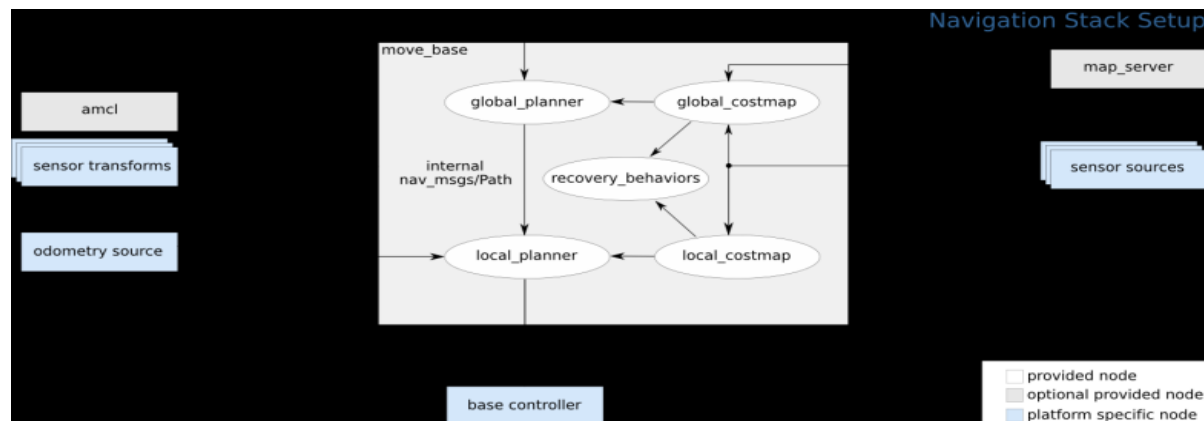 Navigation Stack Setup
move_base
map_server
amcl
global_planner
global_costmap
sensor transforms
internal
nav_msgs/Path
recovery_behaviors
sensor sources
odometry source
local_planner
local_costmap
base controller
provided node
optional provided node
platform specific node